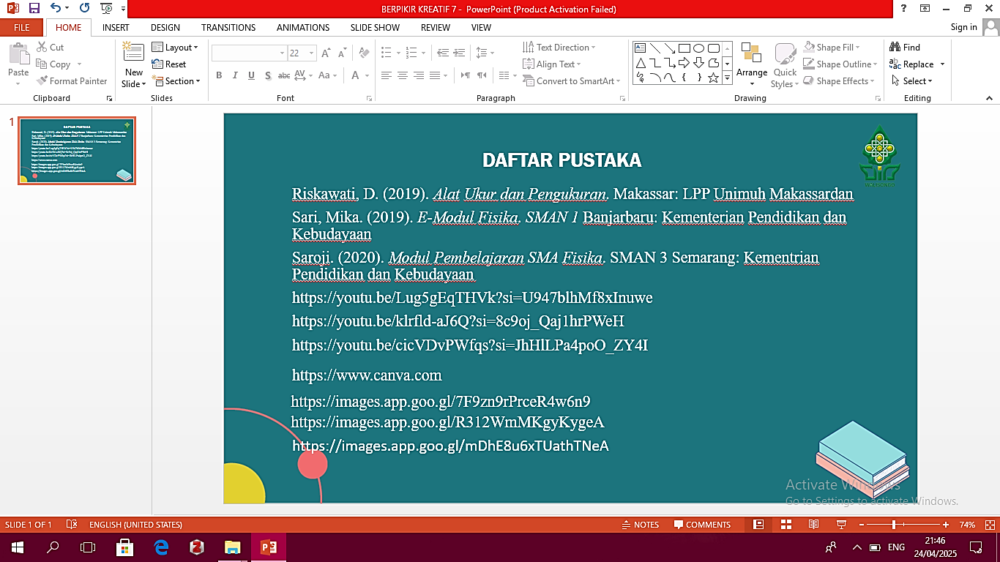 BERPIKIR KREATIF 7 - PowerPoint (Product Activation Failed)
FILE HOME INSERT DESIGN TRANSITIONS ANIMATIONS SLIDE SHOW REVIEW VIEW Sign in
Paste
Cut
Copy
Format Painter
Clipboard
New Slide
Layout
Reset
Section
Slides
22
Font
Text Direction
Align Text
Convert to SmartArt
Paragraph
Arrange
Quick Styles
Shape Fill
Shape Outline
Shape Effects
Drawing
Find
Replace
Select
Editing
1
DAFTAR PUSTAKA
WALISONGO
Riskawati, D. (2019). Alat Ukur dan Pengukuran. Makassar: LPP Unimuh Makassardan
Sari, Mika. (2019). E-Modul Fisika. SMAN 1 Banjarbaru: Kementerian Pendidikan dan
Kebudayaan
Saroji. (2020). Modul Pembelajaran SMA Fisika. SMAN 3 Semarang: Kementrian
Pendidikan dan Kebudayaan
https://youtu.be/Lug5gEqTHVk?si=U947blhMf8xInuwe
https://youtu.be/klrfld-aJ6Q?si=8c9oj_Qaj1hrPWeH
https://youtu.be/cicVDvPWfqs?si=JhHlLPa4poO_ZY4I
https://www.canva.com
https://images.app.goo.gl/7F9zn9rPrceR4w6n9
https://images.app.goo.gl/R312WmMKgyKygeA
https://images.app.goo.gl/mDhE8u6xTUathTNeA
Activate Windows
Go to Settings to activate Windows.
SLIDE 1 OF 1 ENGLISH (UNITED STATES) NOTES COMMENTS 74%
ENG
21:46
24/04/2025